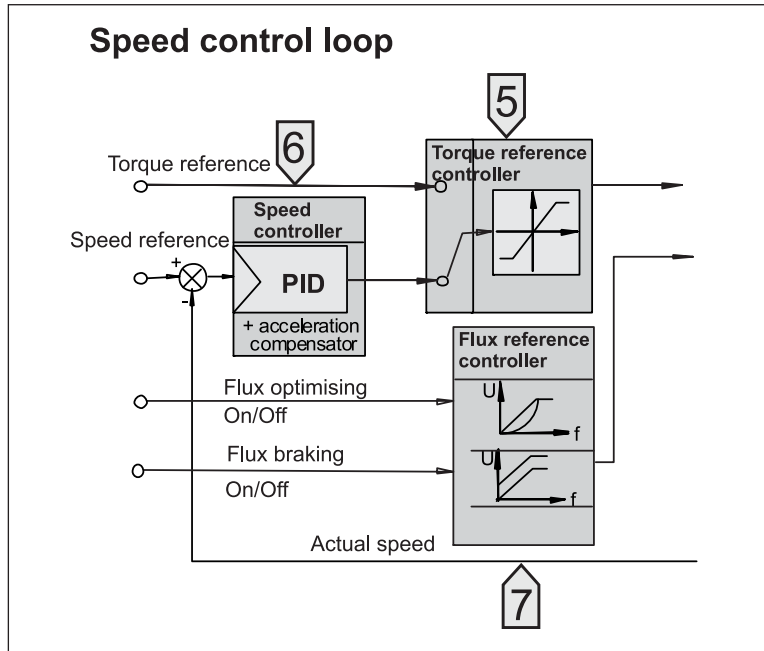 Speed control loop
5
6
Torque reference
Torque reference
controller
Speed
controller
Speed reference
+
-
PID
+ acceleration
compensator
Flux reference
controller
Flux optimising
On/Off
U
f
Flux braking
On/Off
U
f
Actual speed
7